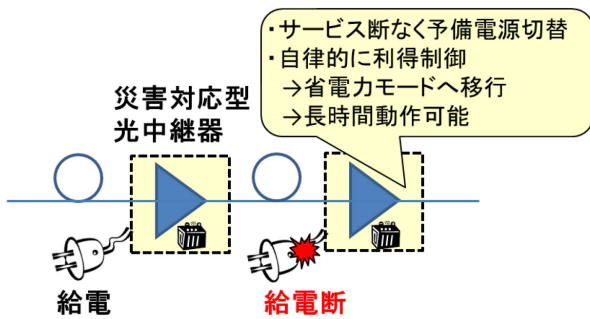 ・サービス断なく予備電源切替
・自律的に利得制御
→省電力モードへ移行
→長時間動作可能
災害対応型
光中継器
給電
給電断